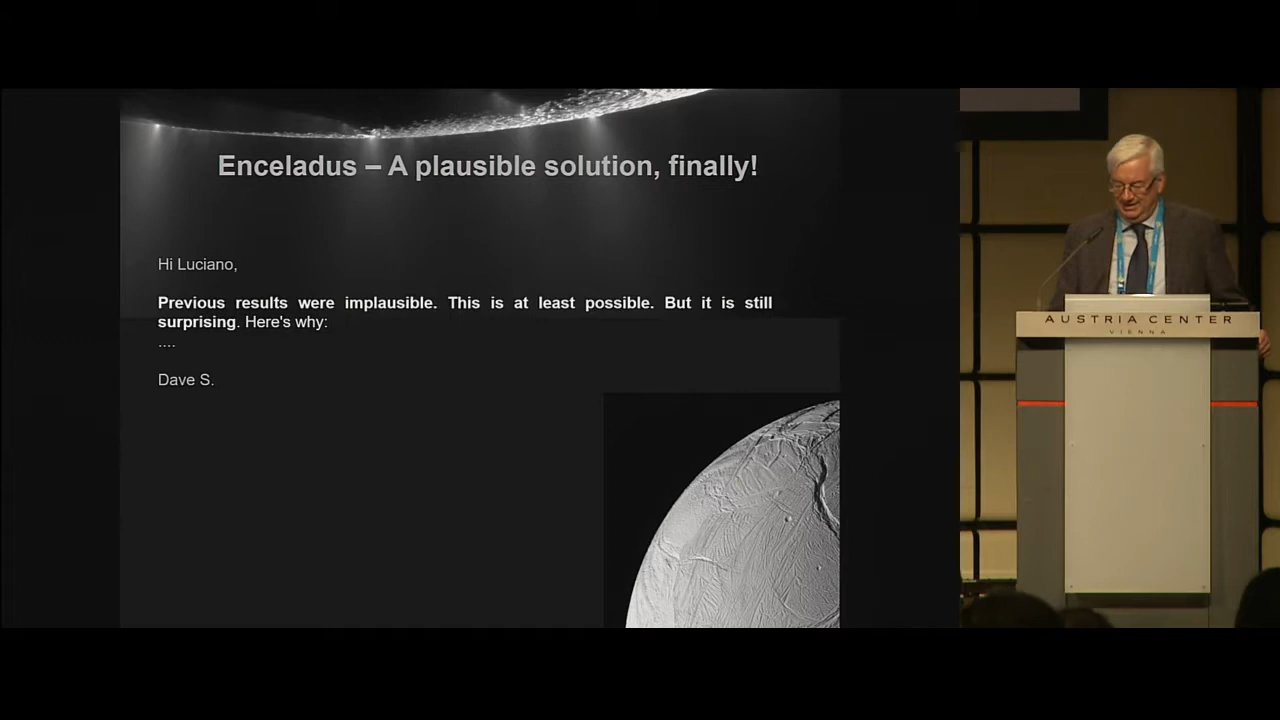 Enceladus – A plausible solution, finally!
Hi Luciano,
Previous results were implausible. This is at least possible. But it is still
surprising. Here's why:
....
Dave S.
AUSTRIA CENTER
VIENNA